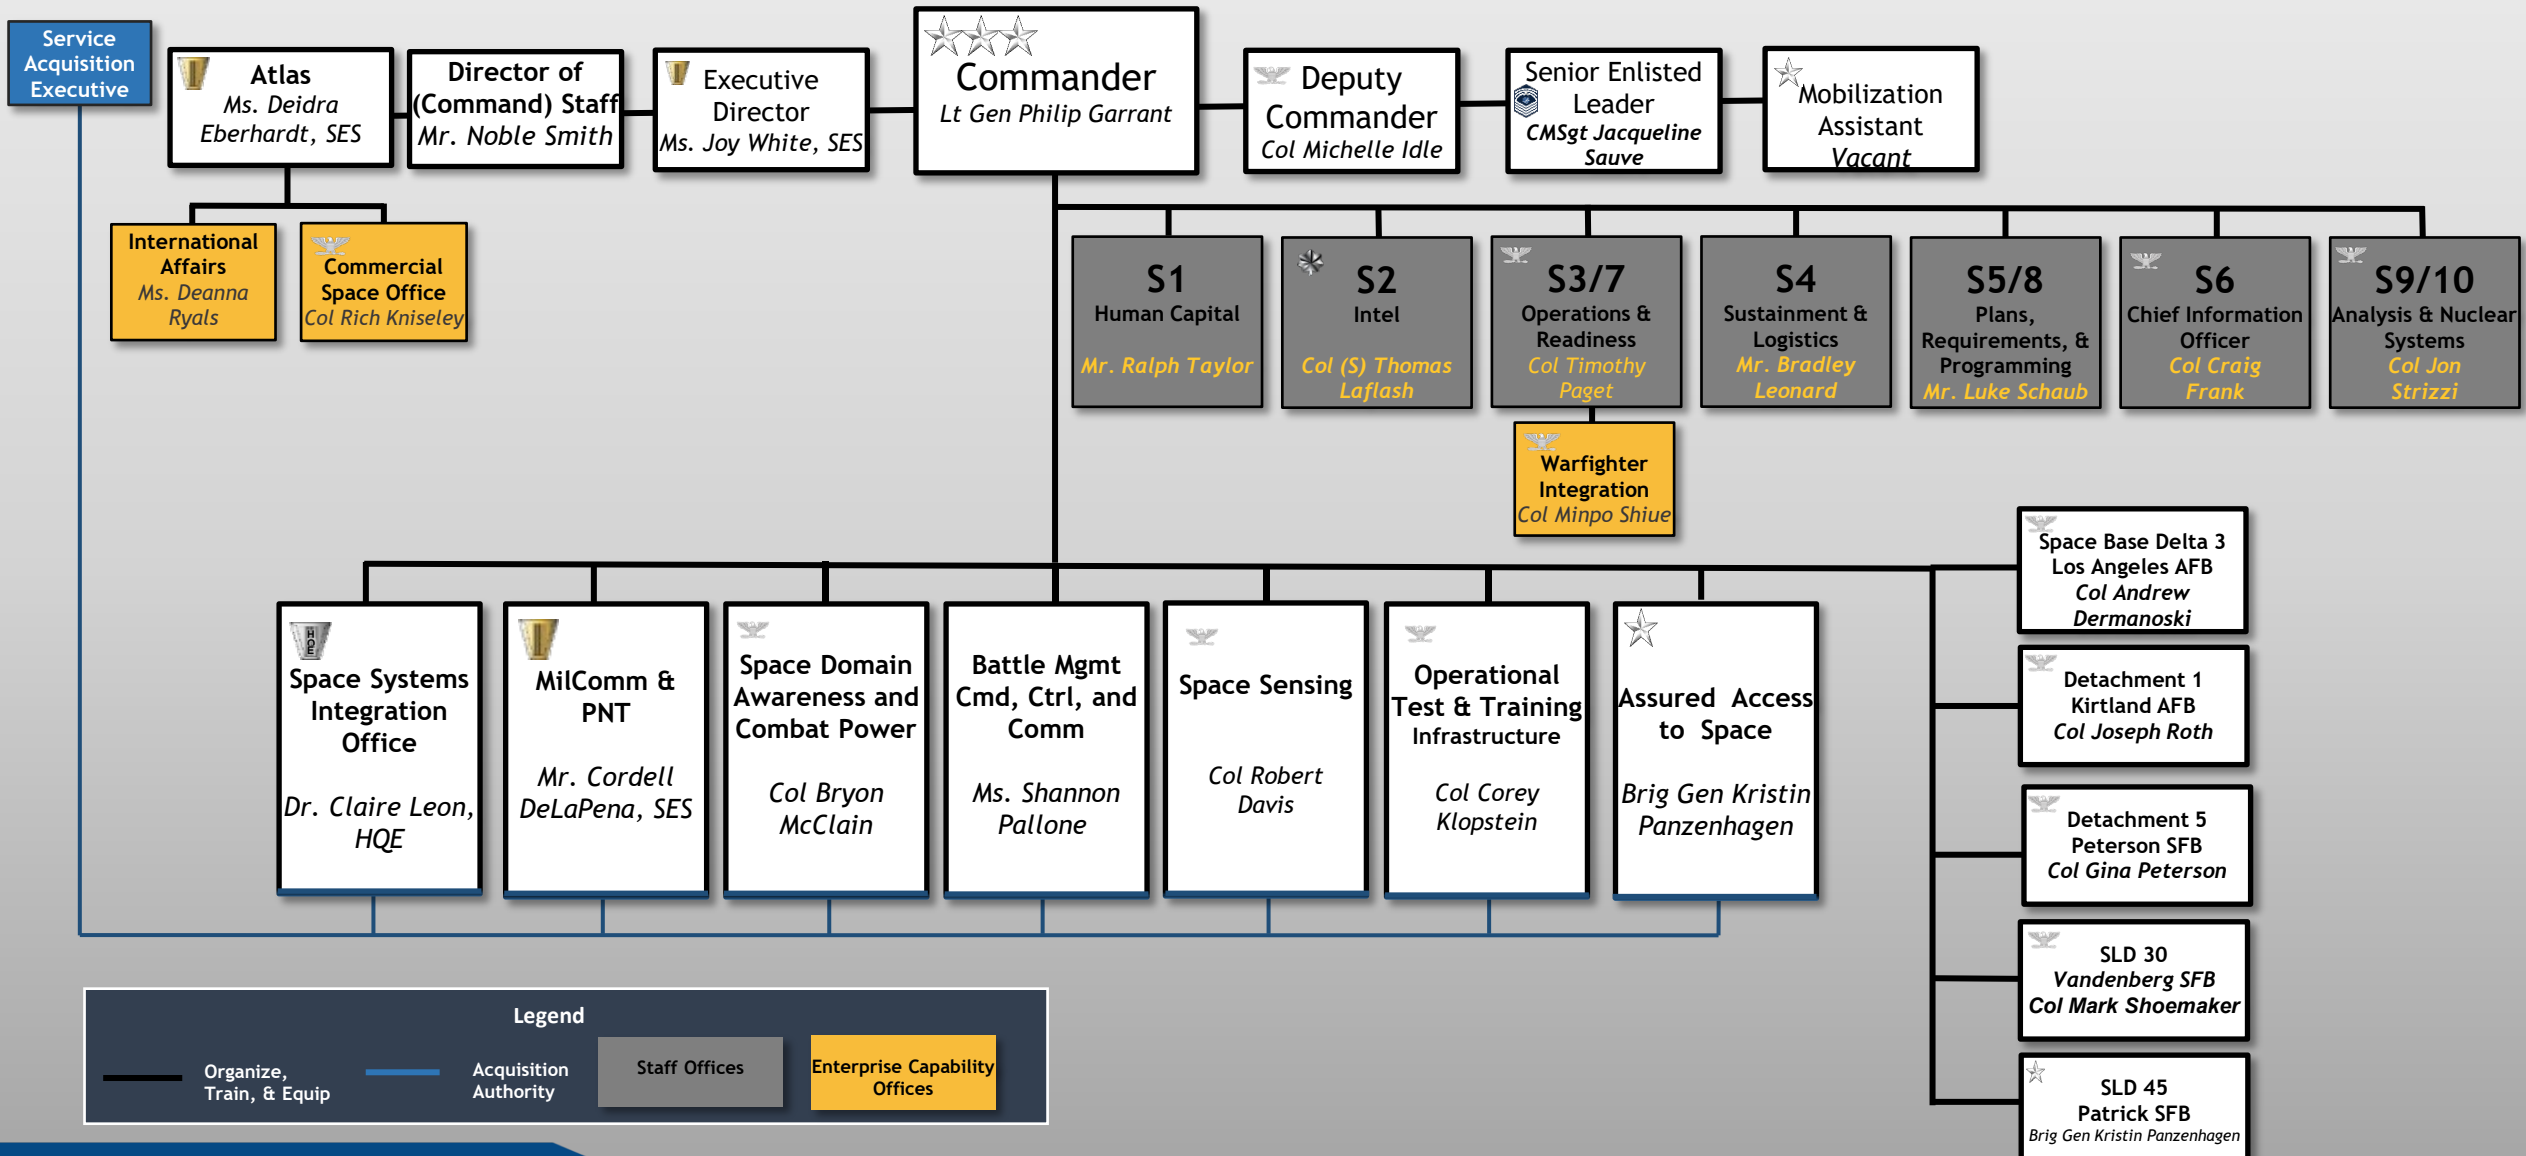 Service
Acquisition
Executive
Atlas
Ms. Deidra
Eberhardt, SES
Director of
(Command) Staff
Mr. Noble Smith
Executive
Director
Ms. Joy White, SES
Commander
Lt Gen Philip Garrant
Deputy
Commander
Col Michelle Idle
Senior Enlisted
Leader
CMSgt Jacqueline
Sauve
Mobilization
Assistant
Vacant
International
Affairs
Ms. Deanna
Ryals
Commercial
Space Office
Col Rich Kniseley
S1
Human Capital
Mr. Ralph Taylor
S2
Intel
Col (S) Thomas
Laflash
S3/7
Operations &
Readiness
Col Timothy
Paget
S4
Sustainment &
Logistics
Mr. Bradley
Leonard
S5/8
Plans,
Requirements, &
Programming
Mr. Luke Schaub
S6
Chief Information
Officer
Col Craig
Frank
S9/10
Analysis & Nuclear
Systems
Col Jon
Strizzi
Warfighter
Integration
Col Minpo Shiue
HQE
Space Systems
Integration
Office
Dr. Claire Leon,
HQE
MilComm &
PNT
Mr. Cordell
DeLaPena, SES
Space Domain
Awareness and
Combat Power
Col Bryon
McClain
Battle Mgmt
Cmd, Ctrl, and
Comm
Ms. Shannon
Pallone
Space Sensing
Col Robert
Davis
Operational
Test & Training
Infrastructure
Col Corey
Klopstein
Assured Access
to Space
Brig Gen Kristin
Panzenhagen
Space Base Delta 3
Los Angeles AFB
Col Andrew
Dermanoski
Detachment 1
Kirtland AFB
Col Joseph Roth
Detachment 5
Peterson SFB
Col Gina Peterson
SLD 30
Vandenberg SFB
Col Mark Shoemaker
SLD 45
Patrick SFB
Brig Gen Kristin Panzenhagen
Legend
Organize,
Train, & Equip
Acquisition
Authority
Staff Offices
Enterprise Capability
Offices